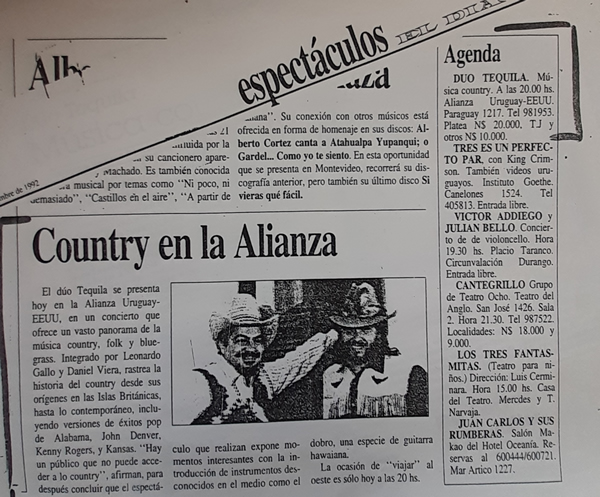 espectáculos EL DIA
Alb
mbre de 1992
iana". Su conexión con otros músicos está
ofrecida en forma de homenaje en sus discos: Al-
berto Cortez canta a Atahualpa Yupanqui; o
Gardel... Como yo te siento. En esta oportunidad
que se presenta en Montevideo, recorrerá su dis-
cografía anterior, pero también su último disco Si
vieras qué fácil.
nuida por la
su cancionero apare-
Machado. Es también conocida
musical por temas como "Ni poco, ni
demasiado", "Castillos en el aire", "A partir de
Country en la Alianza
El dúo Tequila se presenta
hoy en la Alianza Uruguay-
EEUU, en un concierto que
ofrece un vasto panorama de la
música country, folk y blue-
grass. Integrado por Leonardo
Gallo y Daniel Viera, rastrea la
historia del country desde sus
orígenes en las Islas Británicas,
hasta lo contemporáneo, inclu-
yendo versiones de éxitos pop
de Alabama, John Denver,
Kenny Rogers, y Kansas. "Hay
un público que no puede acce-
der a lo country", afirman, para
después concluir que el espectá-
culo que realizan expone mo-
mentos interesantes con la in-
troducción de instrumentos des-
conocidos en el medio como el
dobro, una especie de guitarra
hawaiana.
La ocasión de "viajar" al
oeste es sólo hoy a las 20 hs.
Agenda
DUO TEQUILA. Mú-
sica country. A las 20.00 hs.
Alianza Uruguay-EEUU.
Paraguay 1217. Tel 981953.
Platea N$ 20.000, T.J y
otros N$ 10.000.
TRES ES UN PERFEC-
TO PAR, con King Crim-
son. También videos uru-
guayos. Instituto Goethe.
Canelones 1524. Tel
405813. Entrada libre.
VICTOR ADDIEGO y
JULIAN BELLO. Concier-
to de de violoncello. Hora
19.30 hs. Placio Taranco.
Circunvalación Durango.
Entrada libre.
CANTEGRILLO Grupo
de Teatro Ocho. Teatro
del Anglo. San José 1426. Sala
2. Hora 21.30. Tel 987522.
Localidades: N$ 18.000 y
9.000.
LOS TRES FANTAS-
MITAS. (Teatro para ni-
ños.) Dirección: Luis Cermi-
nara. Hora 15.00 hs. Casa
del Teatro. Mercdes y T.
Narvaja.
JUAN CARLOS Y SUS
RUMBERAS. Salón Ma-
kao del Hotel Oceanía. Re-
servas al 600444/600721.
Mar Artico 1227.